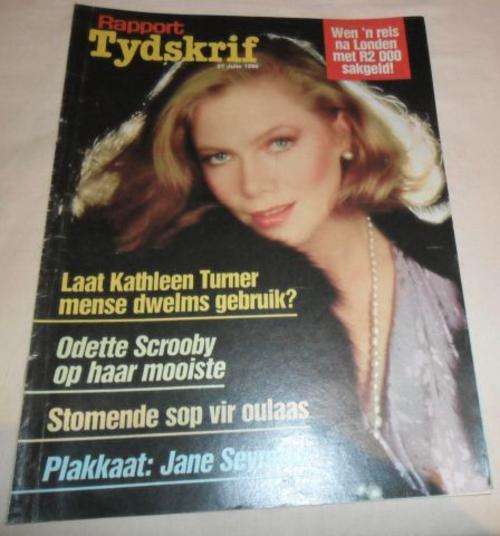 Rapport
Tydskrif
Wen 'n reis
na Londen
met R2 000
sakgeld!
Laat Kathleen Turner
mense dwelms gebruik?
Odette Scrooby
op haar mooiste
Stomende sop vir oulaas
Plakkaat: Jane